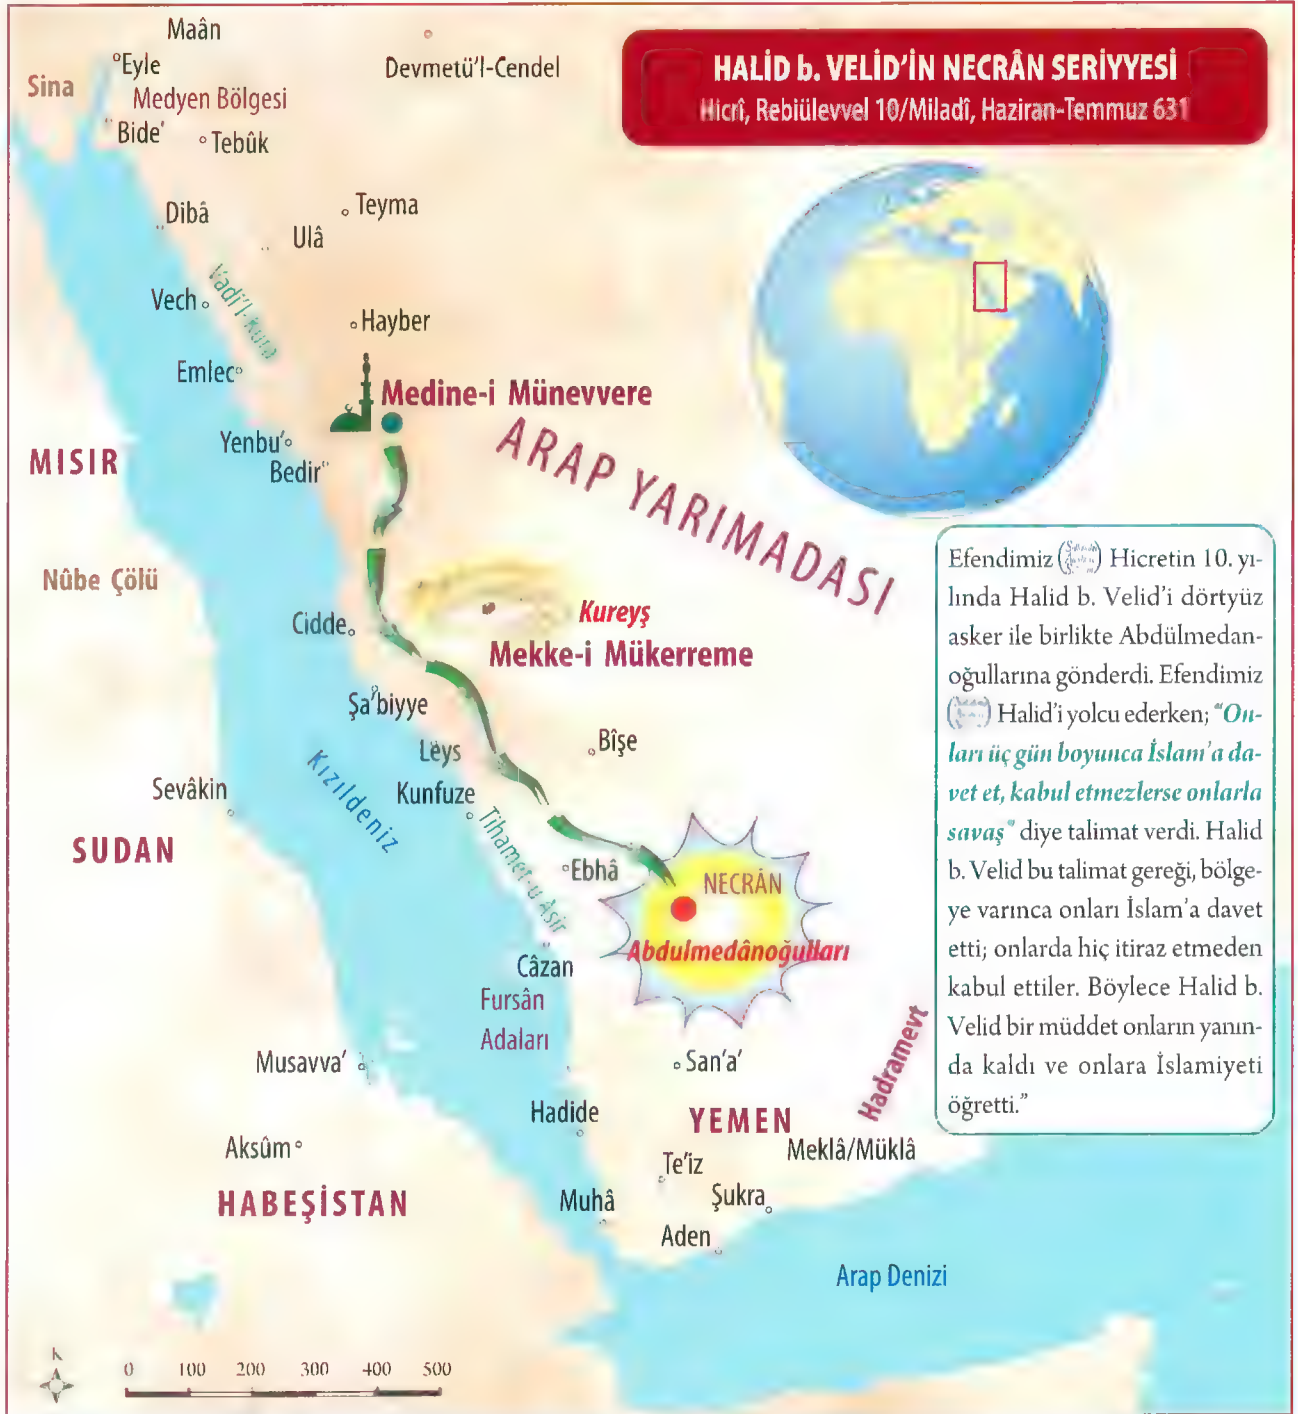 HALİD b. VELİD'İN NECRÂN SERİYYESİ
Hicrî, Rebiülevvel 10/Miladî, Haziran-Temmuz 631
Maân
Eyle
Devmetü'l-Cendel
Sina
Medyen Bölgesi
Bide'
Tebûk
Dibâ
Teyma
Ulâ
Vech
Vadi'l-Kura
Hayber
Emlec
Medine-i Münevvere
Yenbu'
Bedir
MISIR
ARAP YARIMADASI
Nûbe Çölü
Cidde
Kureyş
Mekke-i Mükerreme
Şa'biyye
Bîşe
Leys
Kızıldeniz
Kunfuze
Sevâkin
Tihamet-u Asir
SUDAN
Ebhâ
NECRÂN
Abdulmedânoğulları
Câzan
Fursân
Adaları
Hadramevt
Musavva'
San'a'
Hadide
YEMEN
Aksûm
Meklâ/Müklâ
Te'iz
HABEŞİSTAN
Muhâ
Şukra
Aden
Arap Denizi
K
0 100 200 300 400 500
Efendimiz Hicretin 10. yı-
lında Halid b. Velid'i dörtyüz
asker ile birlikte Abdülmedan-
oğullarına gönderdi. Efendimiz
Halid'i yolcu ederken; "On-
ları üç gün boyunca İslam'a da-
vet et, kabul etmezlerse onlarla
savaş" diye talimat verdi. Halid
b. Velid bu talimat gereği, bölge-
ye varınca onları İslam'a davet
etti; onlarda hiç itiraz etmeden
kabul ettiler. Böylece Halid b.
Velid bir müddet onların yanın-
da kaldı ve onlara İslamiyeti
öğretti."